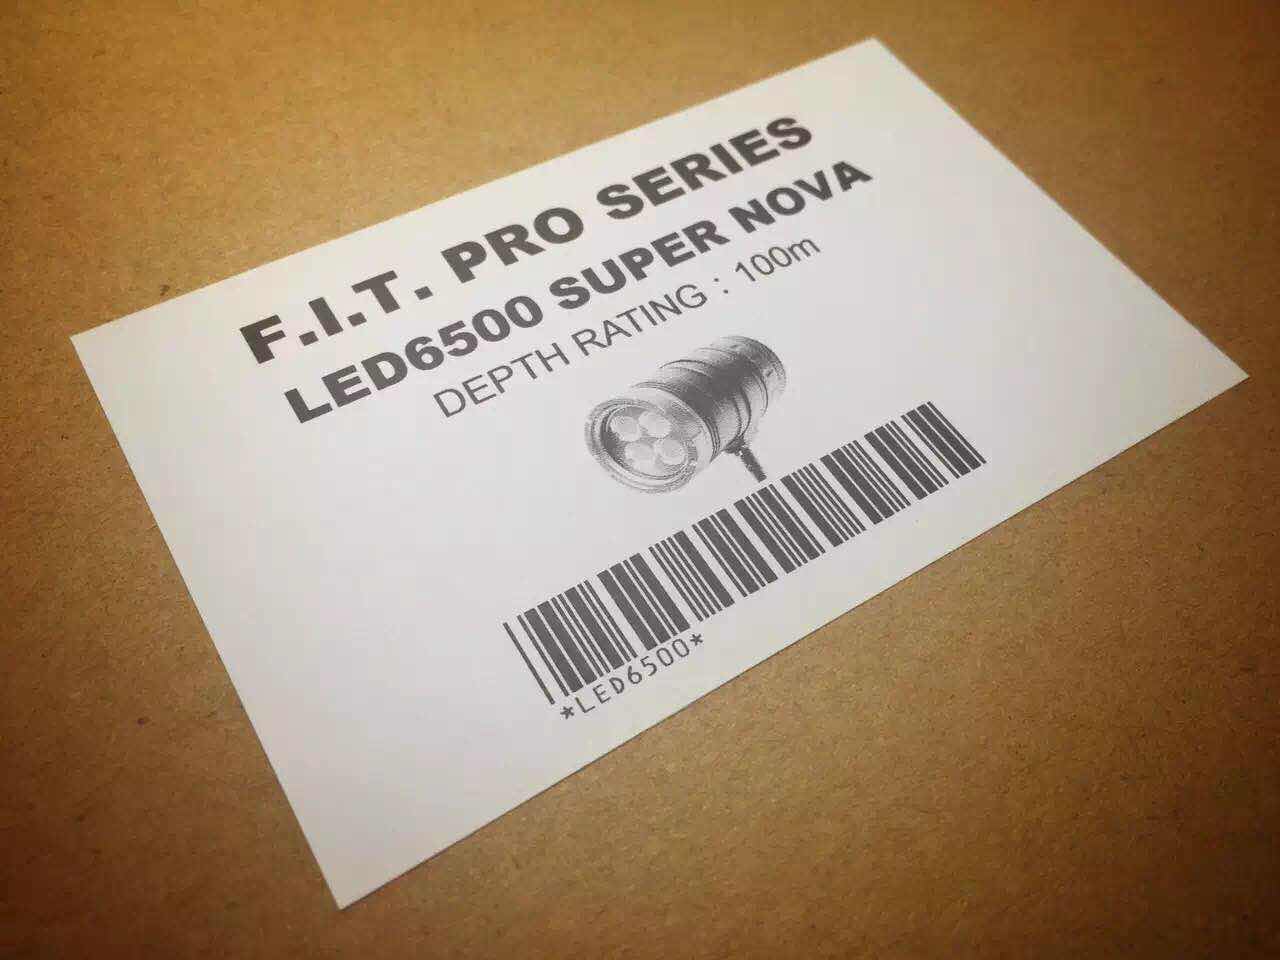 F.I.T. PRO SERIES
LED6500 SUPER NOVA
DEPTH RATING : 100m
*LED6500*